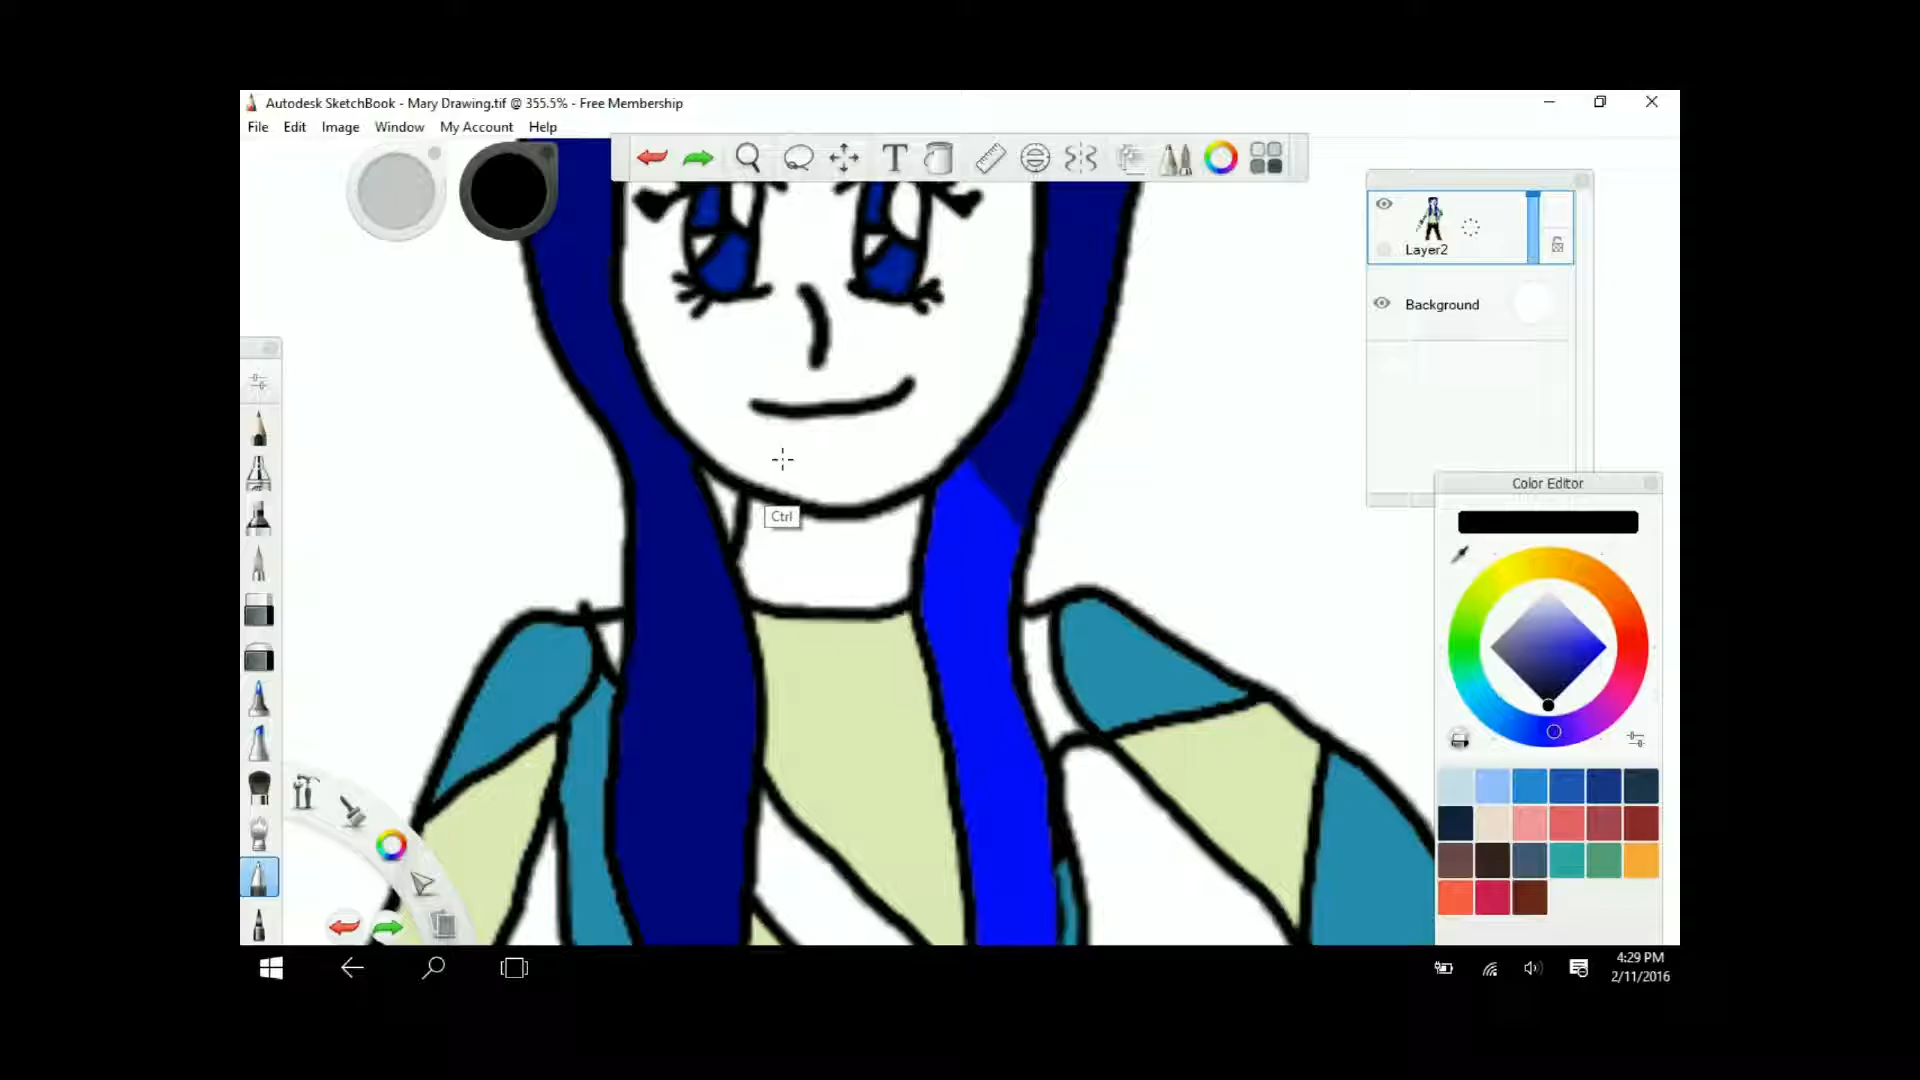 Autodesk SketchBook - Mary Drawing.tif @ 355.5% - Free Membership
File Edit Image Window My Account Help
T
Layer2
Background
Color Editor
Ctrl
4:29 PM
2/11/2016